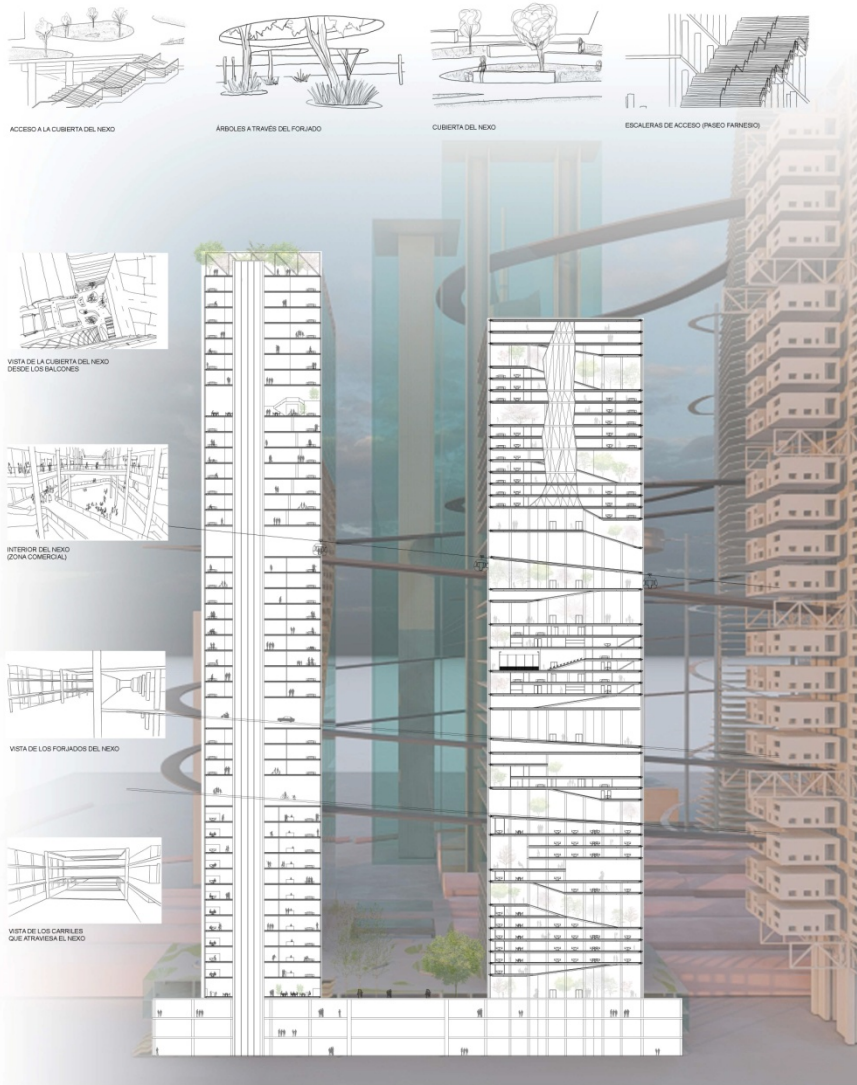 ACCESO A LA CUBIERTA DEL NEXO
ÁRBOLES A TRAVÉS DEL FORJADO
CUBIERTA DEL NEXO
ESCALERAS DE ACCESO (PASEO FARNESIO)
VISTA DE LA CUBIERTA DEL NEXO
DESDE LOS BALCONES
INTERIOR DEL NEXO
(ZONA COMERCIAL)
VISTA DE LOS FORJADOS DEL NEXO
VISTA DE LOS CARRILES
QUE ATRAVIESA EL NEXO